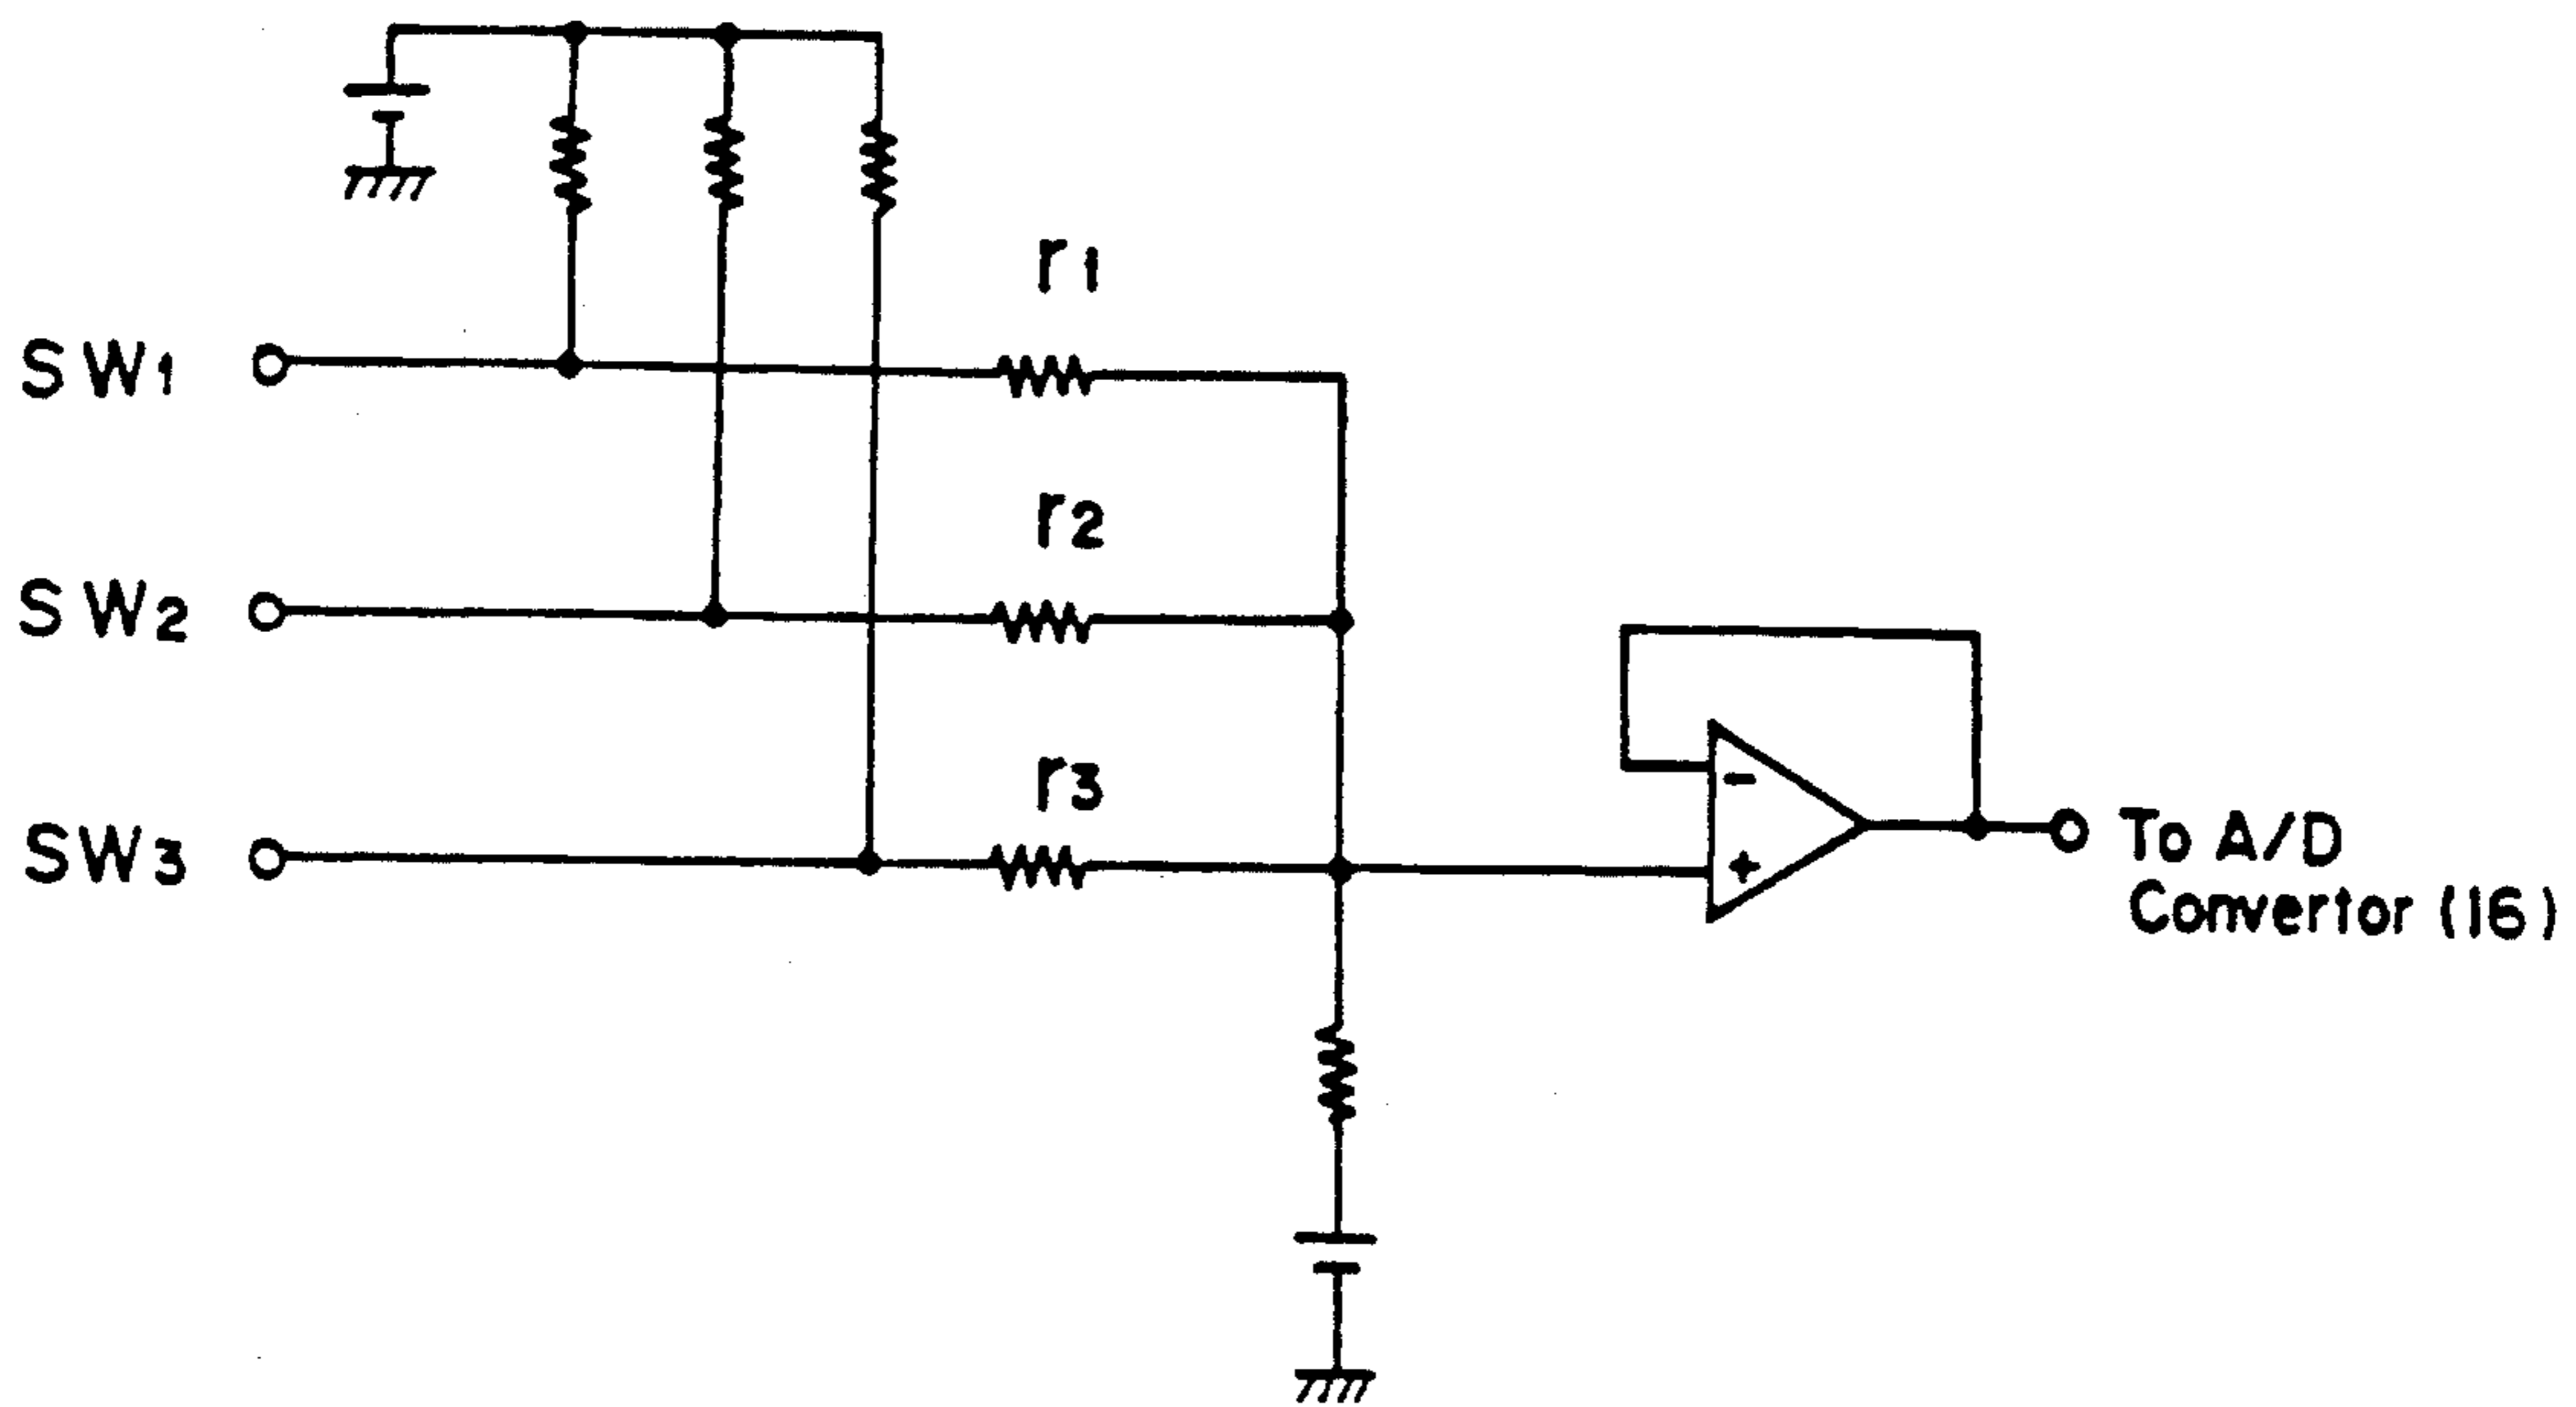 r1
SW1
r2
SW2
r3
SW3
-
+
To A/D
Convertor (16)